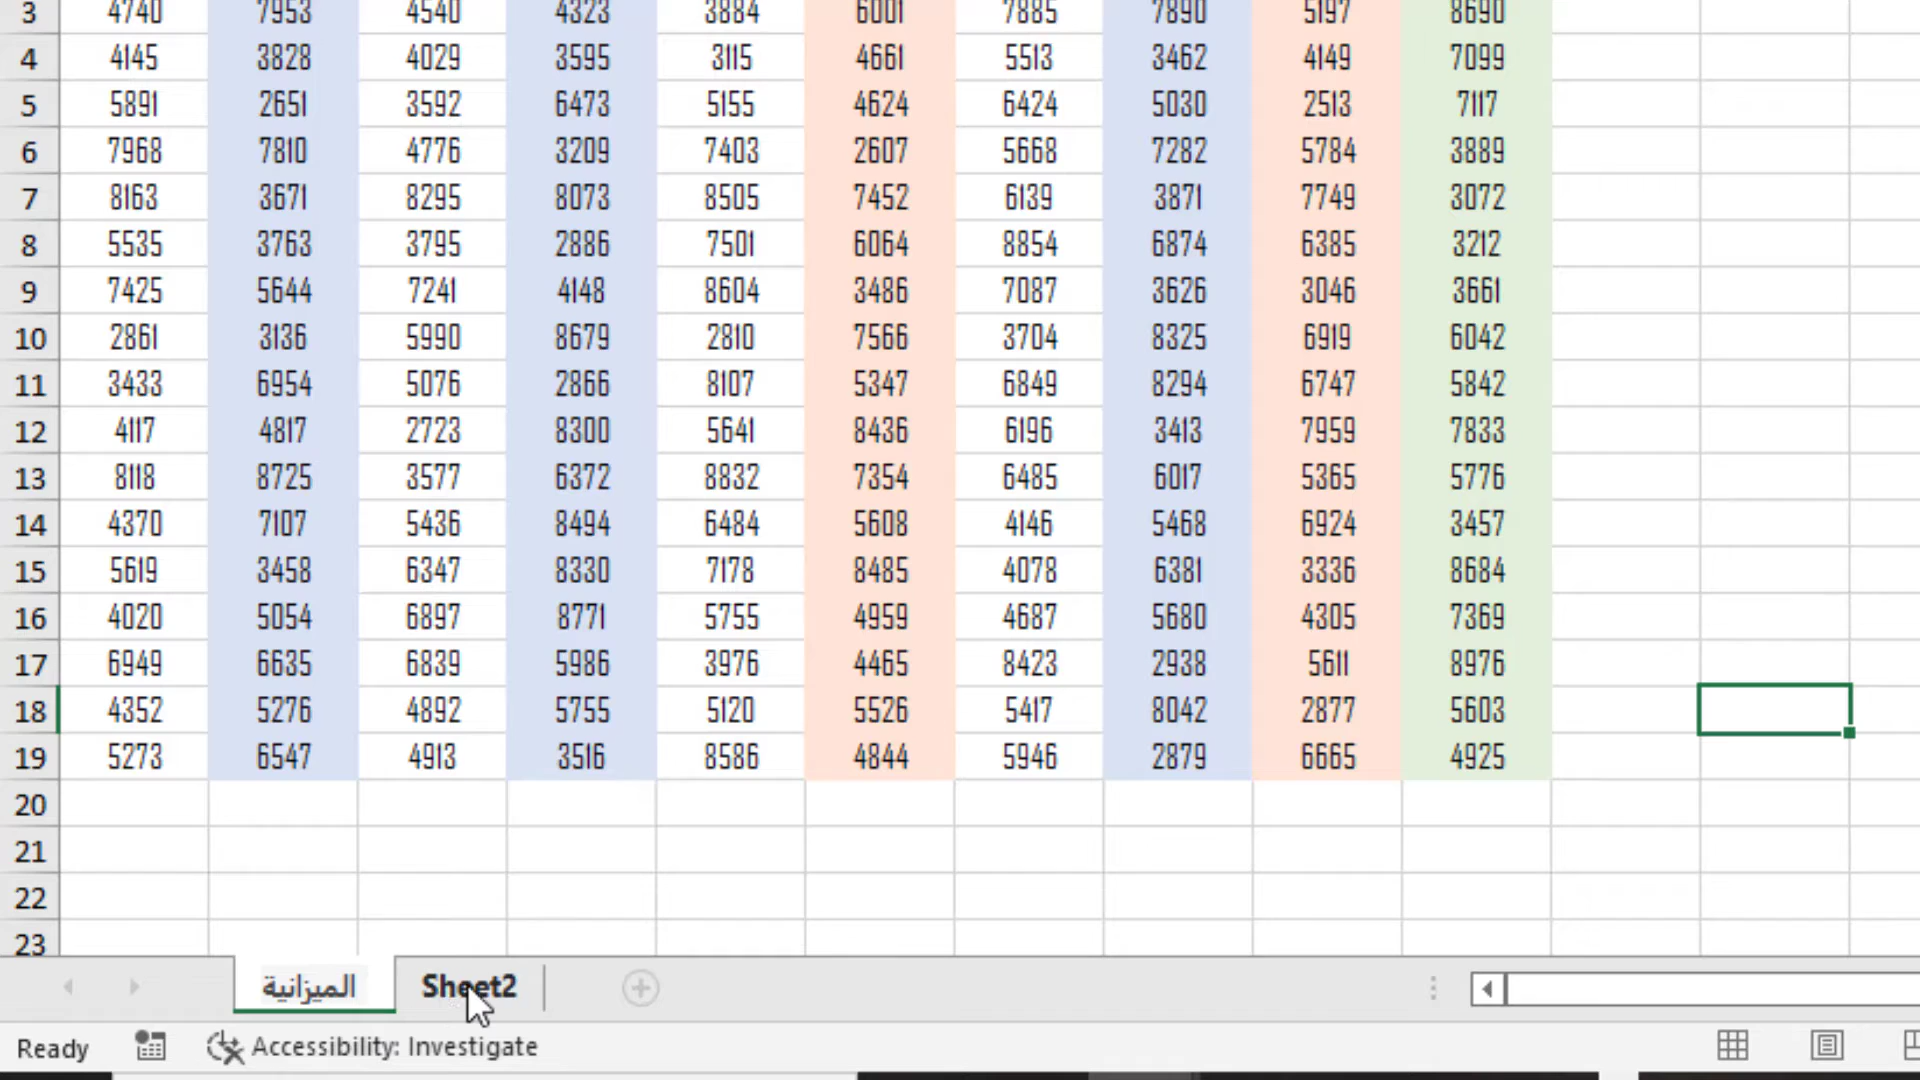 3 4740 7953 4540 4323 3884 6001 7885 7890 5197 8690
4 4145 3828 4029 3595 3115 4661 5513 3462 4149 7099
5 5891 2651 3592 6473 5155 4624 6424 5030 2513 7117
6 7968 7810 4776 3209 7403 2607 5668 7282 5784 3889
7 8163 3671 8295 8073 8505 7452 6139 3871 7749 3072
8 5535 3763 3795 2886 7501 6064 8854 6874 6385 3212
9 7425 5644 7241 4148 8604 3486 7087 3626 3046 3661
10 2861 3136 5990 8679 2810 7566 3704 8325 6919 6042
11 3433 6954 5076 2866 8107 5347 6849 8294 6747 5842
12 4117 4817 2723 8300 5641 8436 6196 3413 7959 7833
13 8118 8725 3577 6372 8832 7354 6485 6017 5365 5776
14 4370 7107 5436 8494 6484 5608 4146 5468 6924 3457
15 5619 3458 6347 8330 7178 8485 4078 6381 3336 8684
16 4020 5054 6897 8771 5755 4959 4687 5680 4305 7369
17 6949 6635 6839 5986 3976 4465 8423 2938 5611 8976
18 4352 5276 4892 5755 5120 5526 5417 8042 2877 5603
19 5273 6547 4913 3516 8586 4844 5946 2879 6665 4925
20
21
22
23
الميزانية Sheet2
Ready Accessibility: Investigate